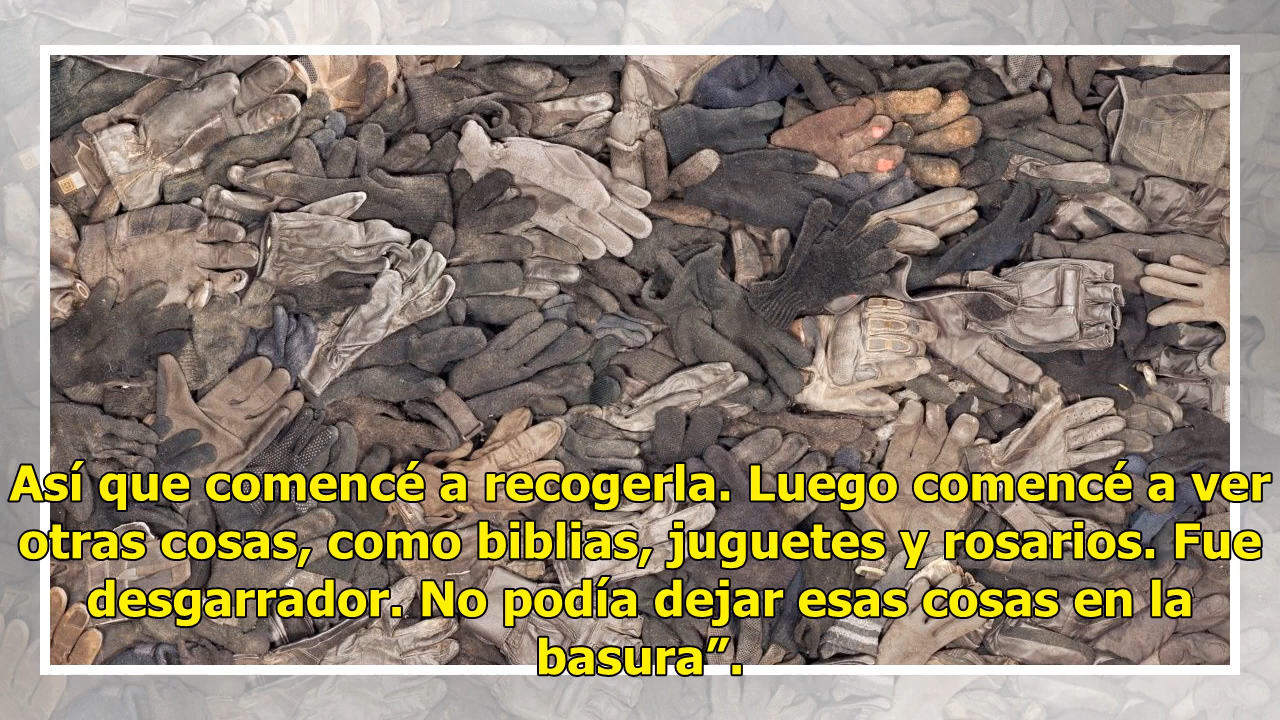 Así que comencé a recogerla. Luego comencé a ver
otras cosas, como biblias, juguetes y rosarios. Fue
desgarrador. No podía dejar esas cosas en la
basura”.